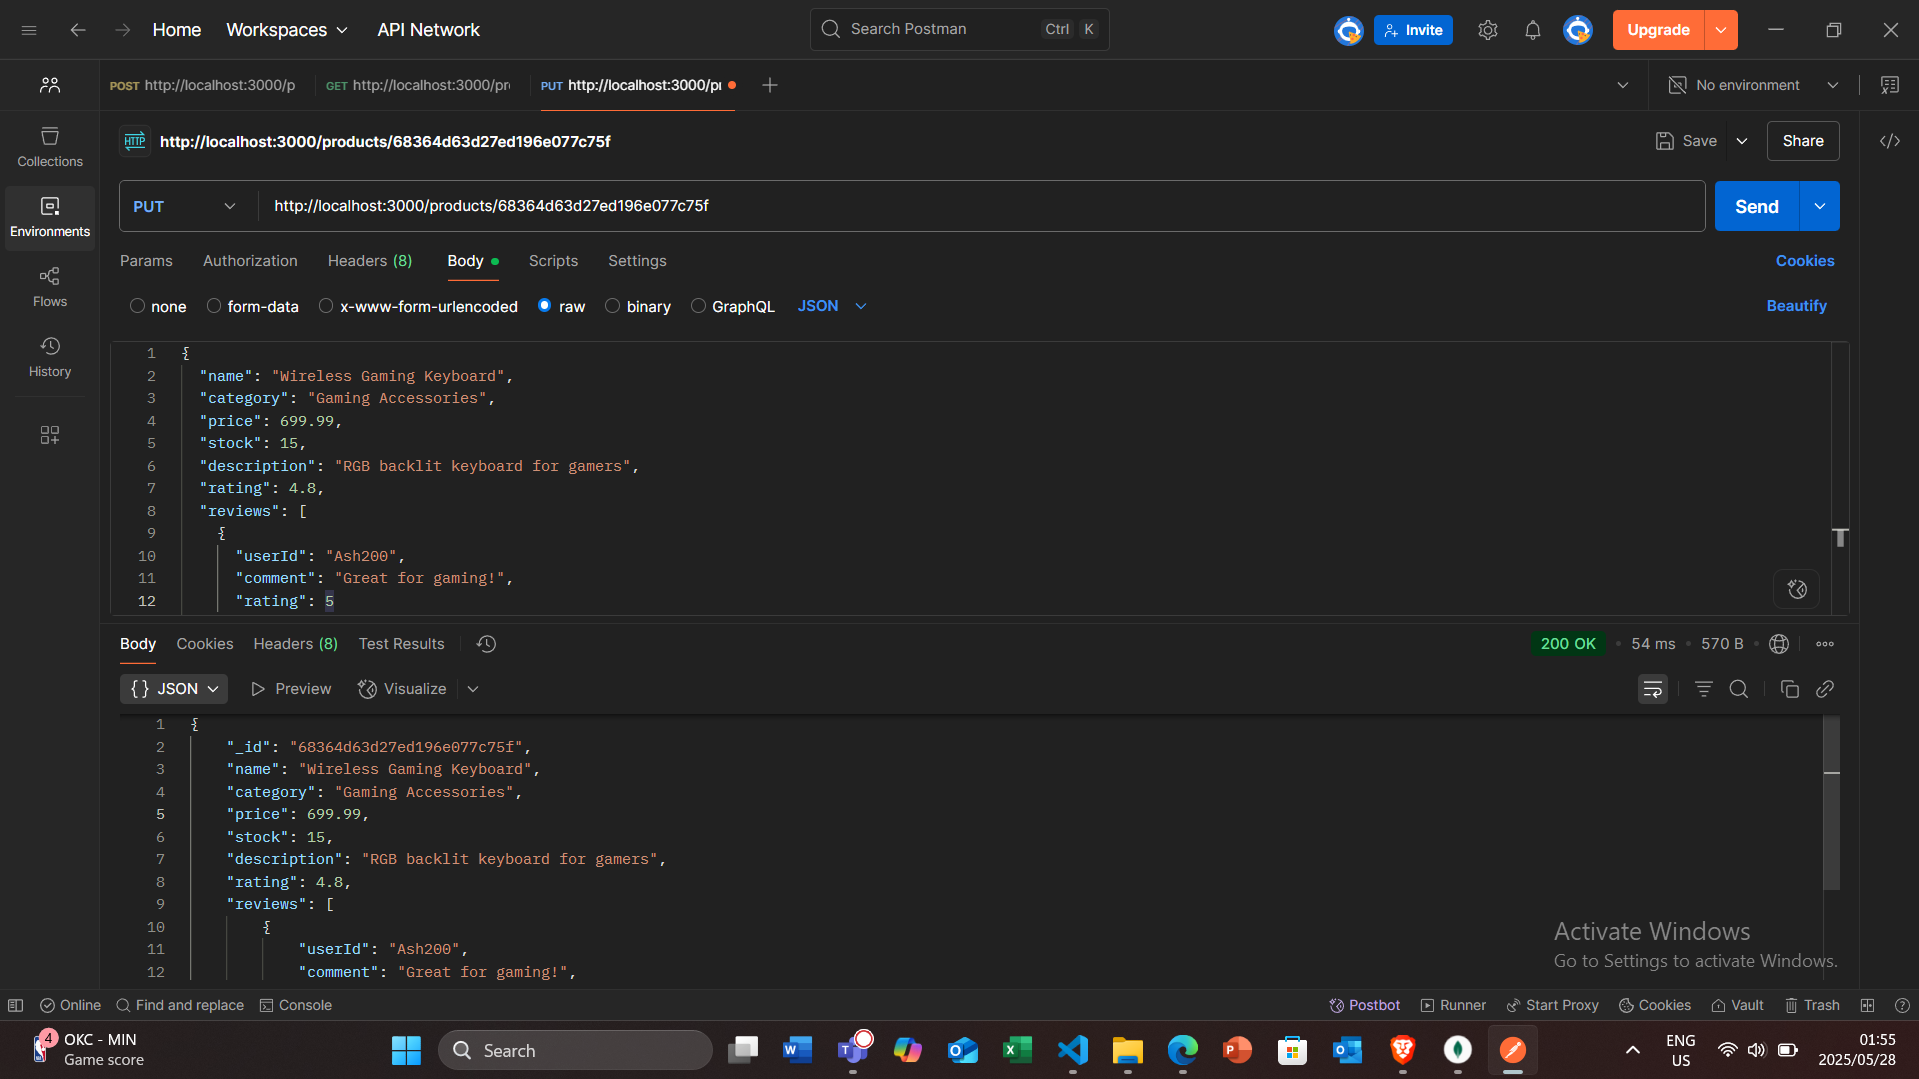 Home Workspaces API Network Search Postman Ctrl K Invite Upgrade
POST http://localhost:3000/p GET http://localhost:3000/pr PUT http://localhost:3000/p No environment
HTTP http://localhost:3000/products/68364d63d27ed196e077c75f Save Share
Collections
Environments
Flows
History
PUT http://localhost:3000/products/68364d63d27ed196e077c75f Send
Params Authorization Headers (8) Body Scripts Settings Cookies
none form-data x-www-form-urlencoded raw binary GraphQL JSON Beautify
1 {
2 "name": "Wireless Gaming Keyboard",
3 "category": "Gaming Accessories",
4 "price": 699.99,
5 "stock": 15,
6 "description": "RGB backlit keyboard for gamers",
7 "rating": 4.8,
8 "reviews": [
9 {
10 "userId": "Ash200",
11 "comment": "Great for gaming!",
12 "rating": 5
Body Cookies Headers (8) Test Results 200 OK 54 ms 570 B
{} JSON Preview Visualize
1 {
2 "_id": "68364d63d27ed196e077c75f",
3 "name": "Wireless Gaming Keyboard",
4 "category": "Gaming Accessories",
5 "price": 699.99,
6 "stock": 15,
7 "description": "RGB backlit keyboard for gamers",
8 "rating": 4.8,
9 "reviews": [
10 {
11 "userId": "Ash200",
12 "comment": "Great for gaming!",
Activate Windows
Go to Settings to activate Windows.
Online Find and replace Console Postbot Runner Start Proxy Cookies Vault Trash
4 OKC - MIN
Game score
Search
ENG
US
01:55
2025/05/28